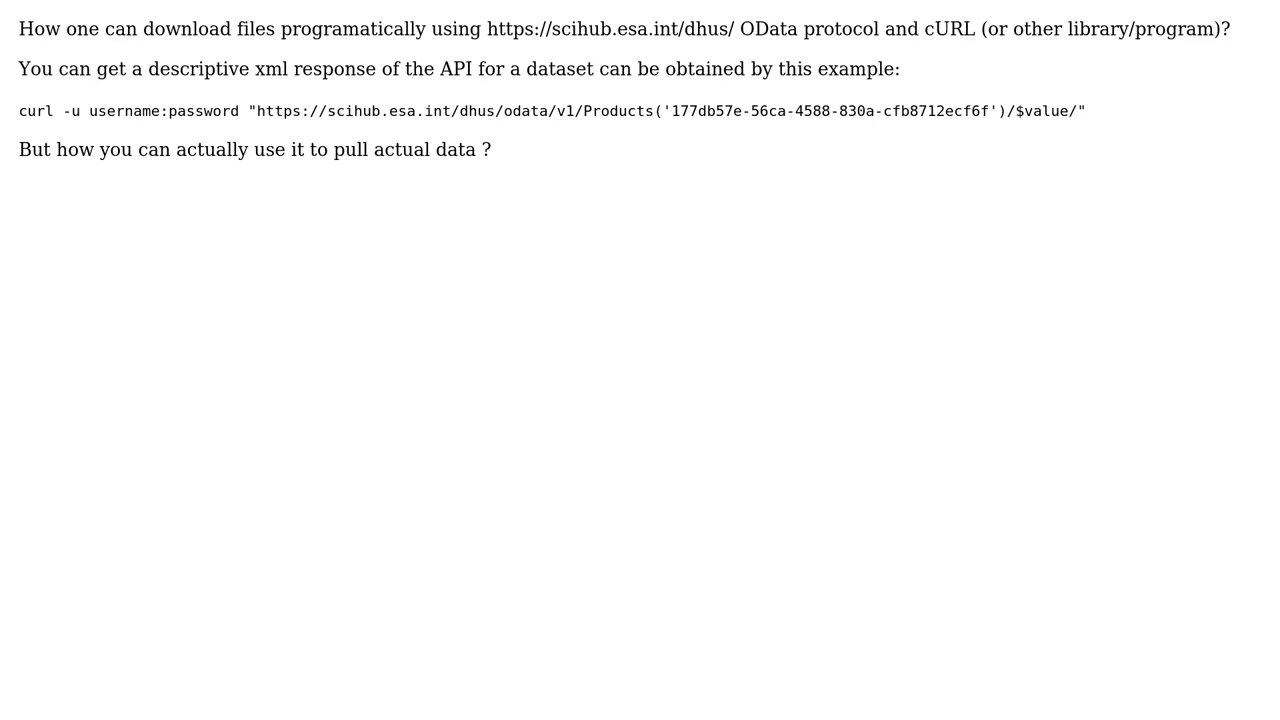 How one can download files programatically using https://scihub.esa.int/dhus/ OData protocol and cURL (or other library/program)?
You can get a descriptive xml response of the API for a dataset can be obtained by this example:
curl -u username:password "https://scihub.esa.int/dhus/odata/v1/Products('177db57e-56ca-4588-830a-cfb8712ecf6f')/$value/"
But how you can actually use it to pull actual data ?